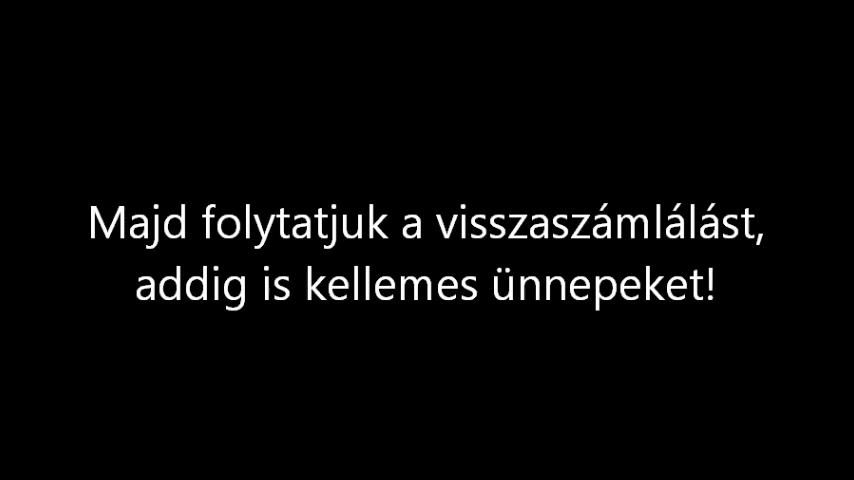 Majd folytatjuk a visszaszámlálást,
addig is kellemes ünnepeket!